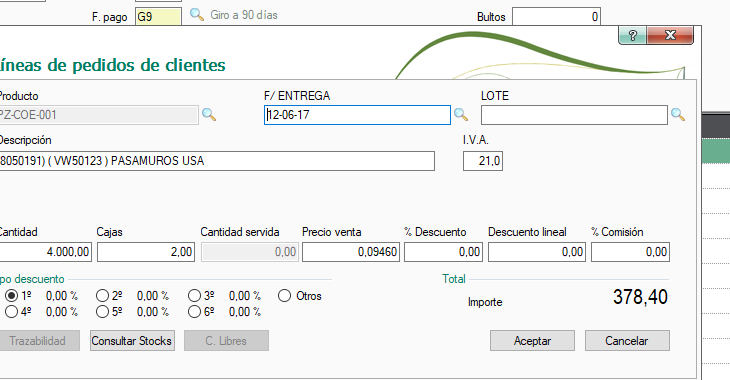 F. pago G9 Giro a 90 días Bultos 0
? X
íneas de pedidos de clientes
Producto F/ ENTREGA LOTE
PZ-COE-001 12-06-17
Descripción I.V.A.
8050191) ( VW50123 ) PASAMUROS USA 21,0
Cantidad Cajas Cantidad servida Precio venta % Descuento Descuento lineal % Comisión
4.000,00 2,00 0,00 0,09460 0,00 0,00 0,00
po descuento Total
1º 0,00 % 2º 0,00 % 3º 0,00 % Otros
Importe 378,40
4º 0,00 % 5º 0,00 % 6º 0,00 %
Trazabilidad Consultar Stocks C. Libres Aceptar Cancelar